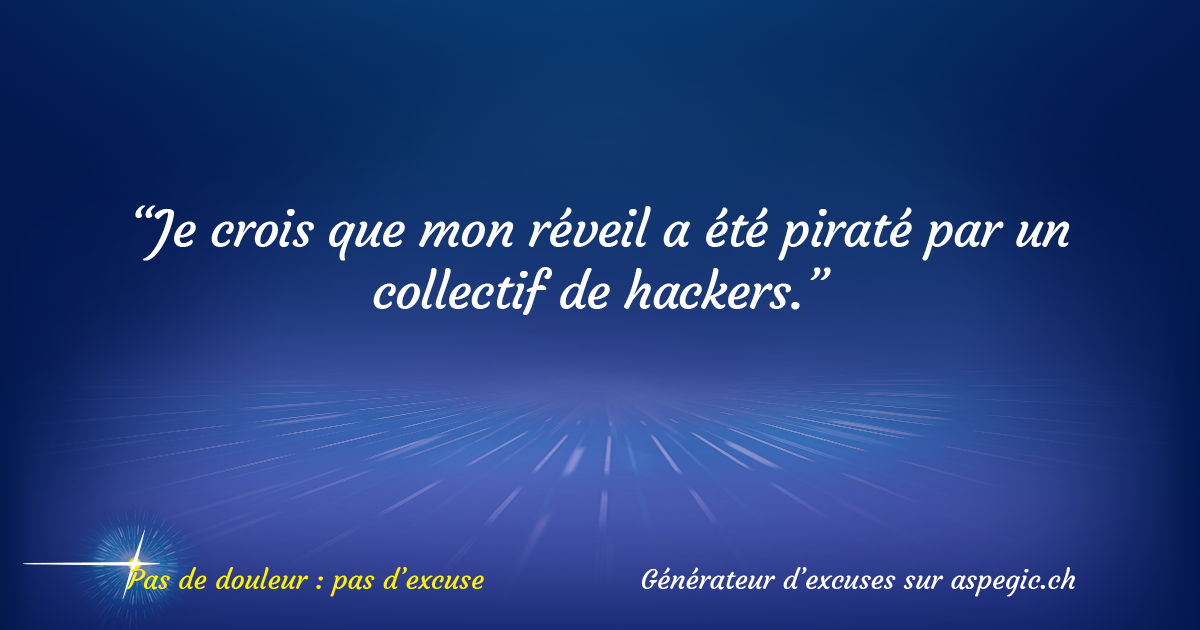 “Je crois que mon réveil a été piraté par un
collectif de hackers.”
Pas de douleur : pas d’excuse
Générateur d’excuses sur aspegic.ch